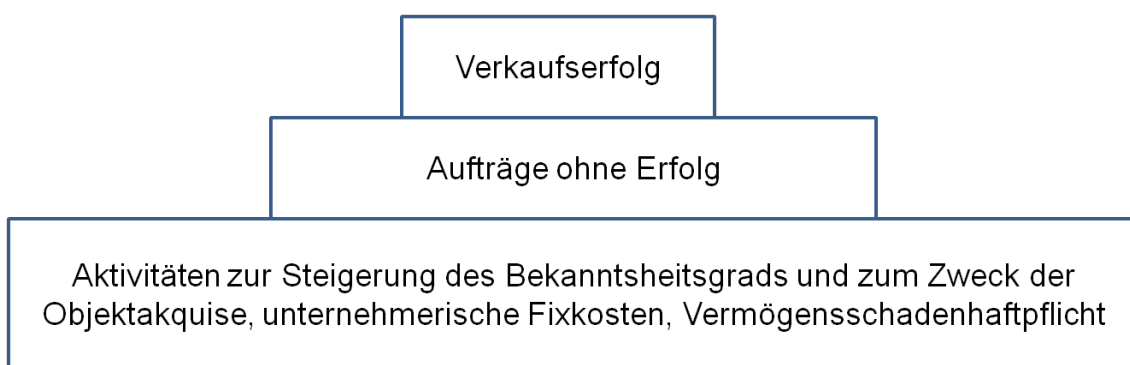 Verkaufserfolg
Aufträge ohne Erfolg
Aktivitäten zur Steigerung des Bekanntsheitsgrads und zum Zweck der
Objektakquise, unternehmerische Fixkosten, Vermögensschadenhaftpflicht